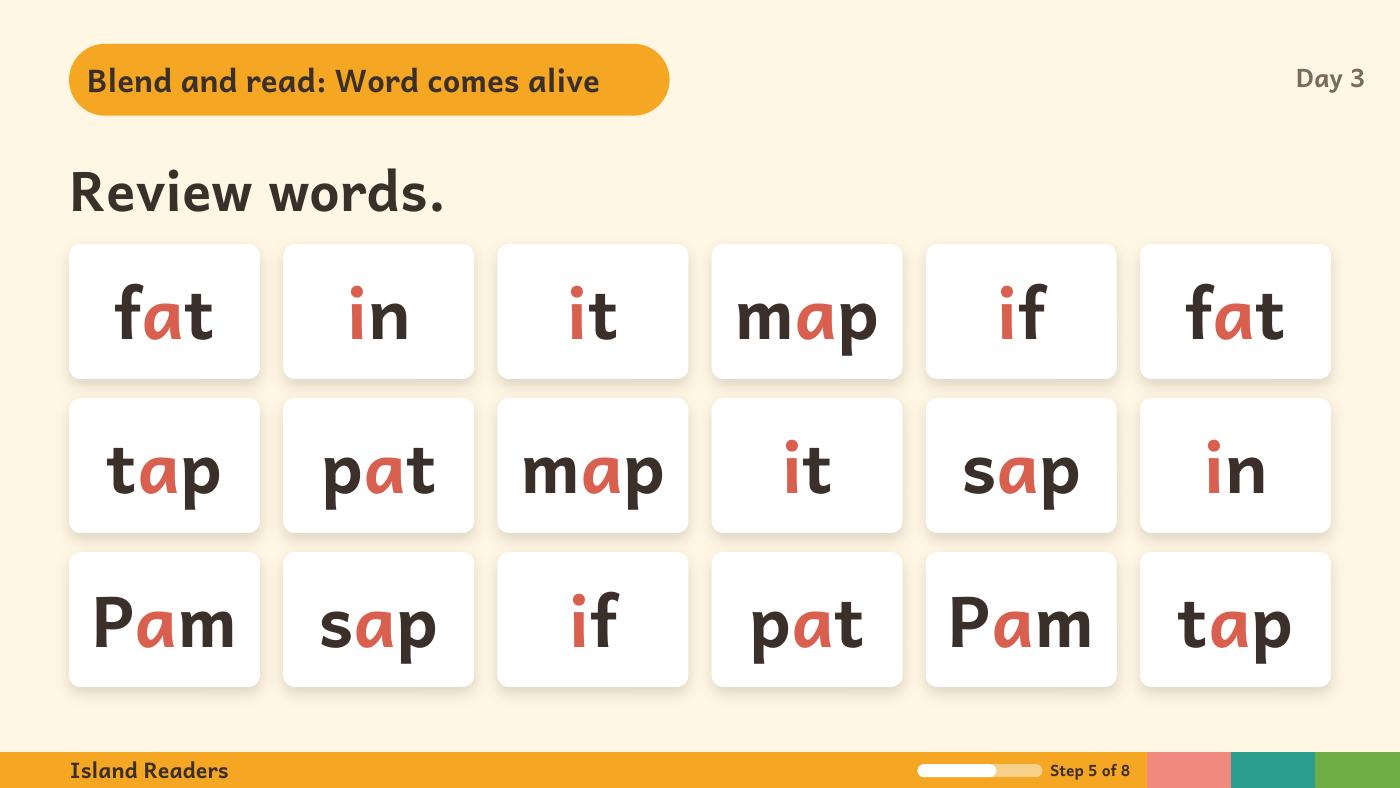 Blend and read: Word comes alive
Day 3
Review words.
fat in it map if fat
tap pat map it sap in
Pam sap if pat Pam tap
Island Readers
Step 5 of 8